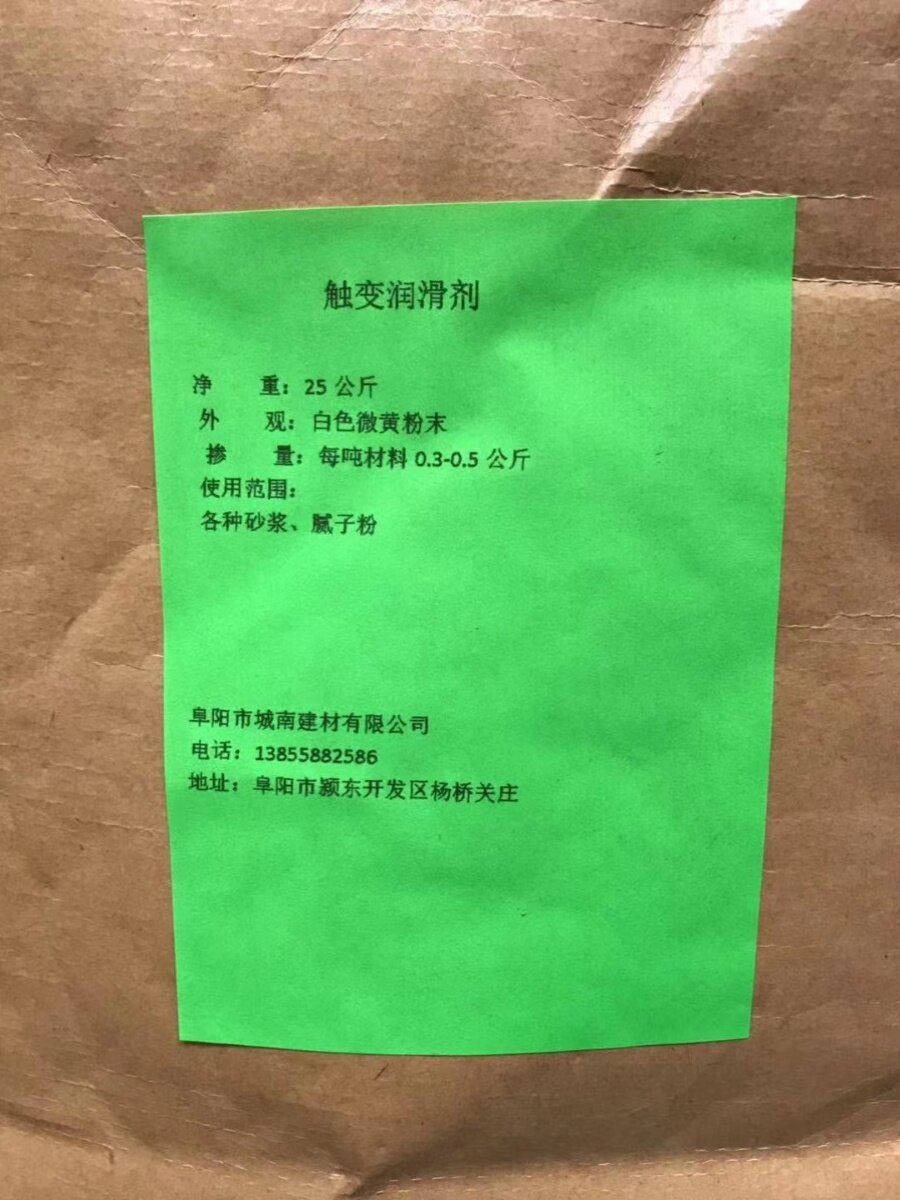 触变润滑剂
净 重：25 公斤
外 观：白色微黄粉末
掺 量：每吨材料 0.3-0.5 公斤
使用范围：
各种砂浆、腻子粉
阜阳市城南建材有限公司
电话：13855882586
地址：阜阳市颍东开发区杨桥关庄